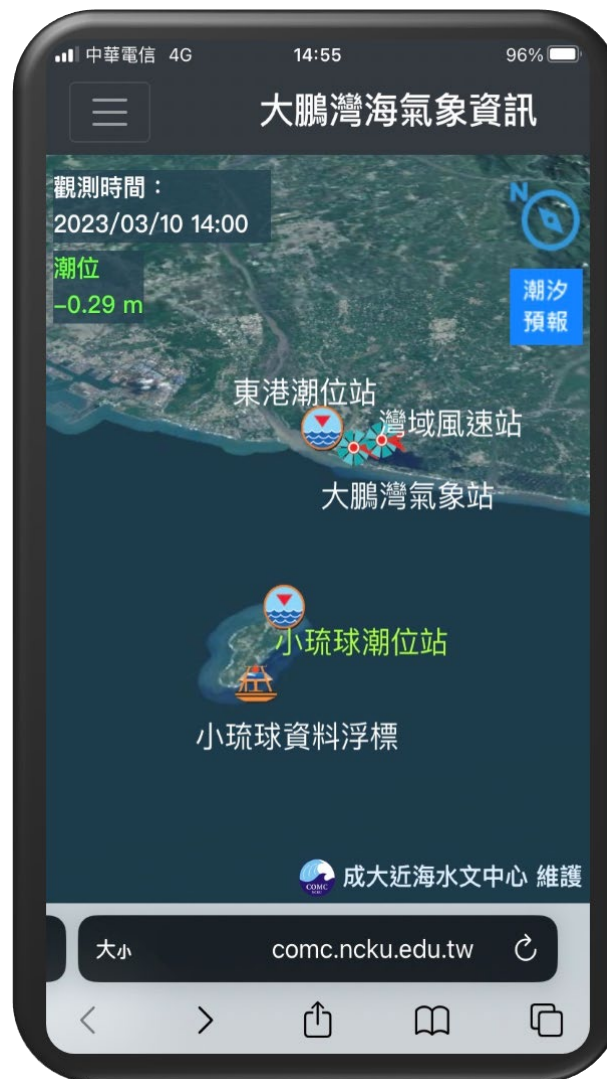 中華電信 4G 14:55 96%
大鵬灣海氣象資訊
觀測時間：
2023/03/10 14:00
N
潮位
-0.29 m
潮汐
預報
東港潮位站
灣域風速站
大鵬灣氣象站
小琉球潮位站
小琉球資料浮標
COMC
NCKU
成大近海水文中心 維護
大小 comc.ncku.edu.tw